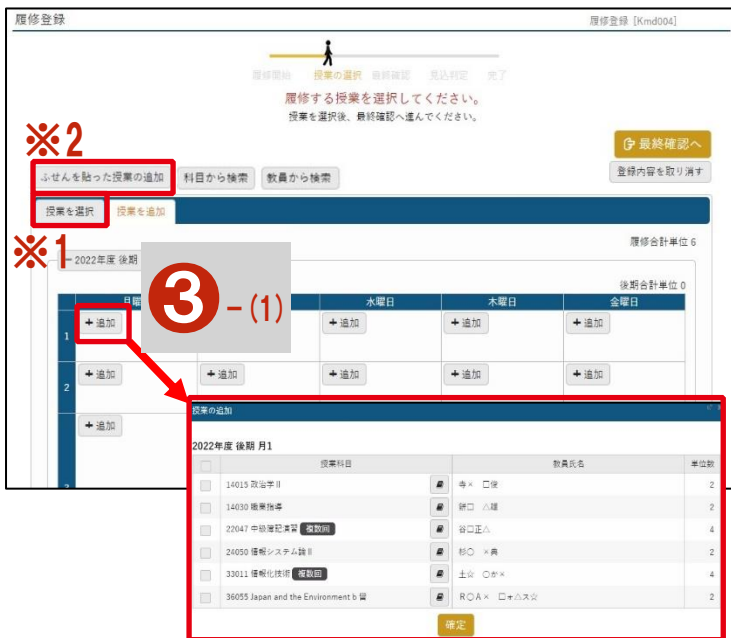 履修登録 履修登録 [Kmd004]
履修開始 授業の選択 最終確認 見込判定 完了
履修する授業を選択してください。
授業を選択後、最終確認へ進んでください。
※2
最終確認へ
ふせんを貼った授業の追加 科目から検索 教員から検索 登録内容を取り消す
授業を選択 授業を追加
※1
履修合計単位 6
2022年度 後期
後期合計単位 0
❸-(1)
月曜 水曜日 木曜日 金曜日
1 +追加 +追加 +追加 +追加
2 +追加 +追加 +追加 +追加 +追加
+追加
3
授業の追加
2022年度 後期 月1
授業科目 教員氏名 単位数
14015 政治学Ⅱ 寺× □俊 2
14030 職業指導 □ △雄 2
22047 中級簿記演習 複数回 谷□正△ 4
24050 情報システム論Ⅱ 杉○ ×典 2
33011 情報化技術 複数回 土☆ ○か× 4
36055 Japan and the Environment b 留 R○A× □ャ△ス☆ 2
確定